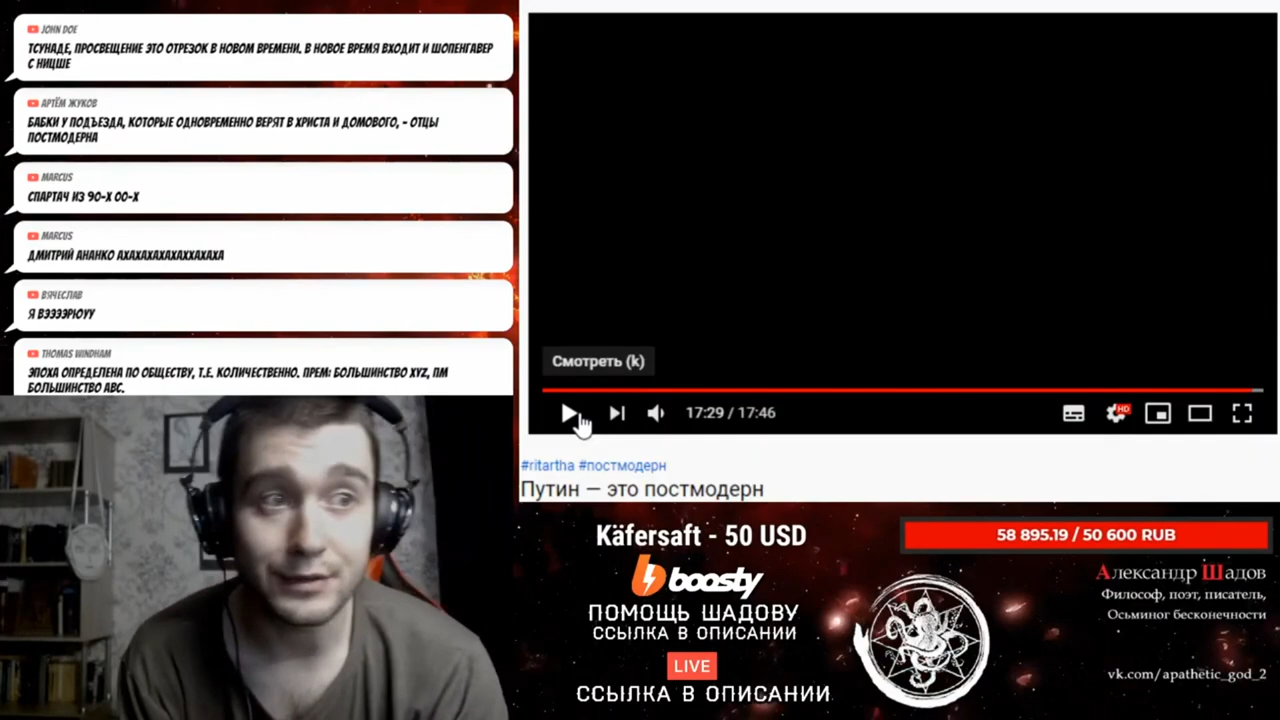 JOHN DOE
ТСУНАДЕ, ПРОСВЕЩЕНИЕ ЭТО ОТРЕЗОК В НОВОМ ВРЕМЕНИ. В НОВОЕ ВРЕМЯ ВХОДИТ И ШОПЕНГАВЕР
С НИЦШЕ
АРТЁМ ЖУКОВ
БАБКИ У ПОДЪЕЗДА, КОТОРЫЕ ОДНОВРЕМЕННО ВЕРЯТ В ХРИСТА И ДОМОВОГО, - ОТЦЫ
ПОСТМОДЕРНА
MARCUS
СПАРТАЧ ИЗ 90-Х 00-Х
MARCUS
ДМИТРИЙ АНАНКО АХАХАХАХАХАХХАХАХА
ВЯЧЕСЛАВ
Я ВЭЭЭЭРЮУУ
THOMAS WINDHAM
ЭПОХА ОПРЕДЕЛЕНА ПО ОБЩЕСТВУ, Т.Е. КОЛИЧЕСТВЕННО. ПРЕМ: БОЛЬШИНСТВО XYZ, ПМ
БОЛЬШИНСТВО АВС.
Смотреть (k)
17:29 / 17:46
HD
#ritartha #постмодерн
Путин — это постмодерн
Käfersaft - 50 USD
boosty
ПОМОЩЬ ШАДОВУ
ССЫЛКА В ОПИСАНИИ
LIVE
ССЫЛКА В ОПИСАНИИ
58 895.19 / 50 600 RUB
Александр Шадов
Философ, поэт, писатель,
Осьминог бесконечности
vk.com/apathetic_god_2